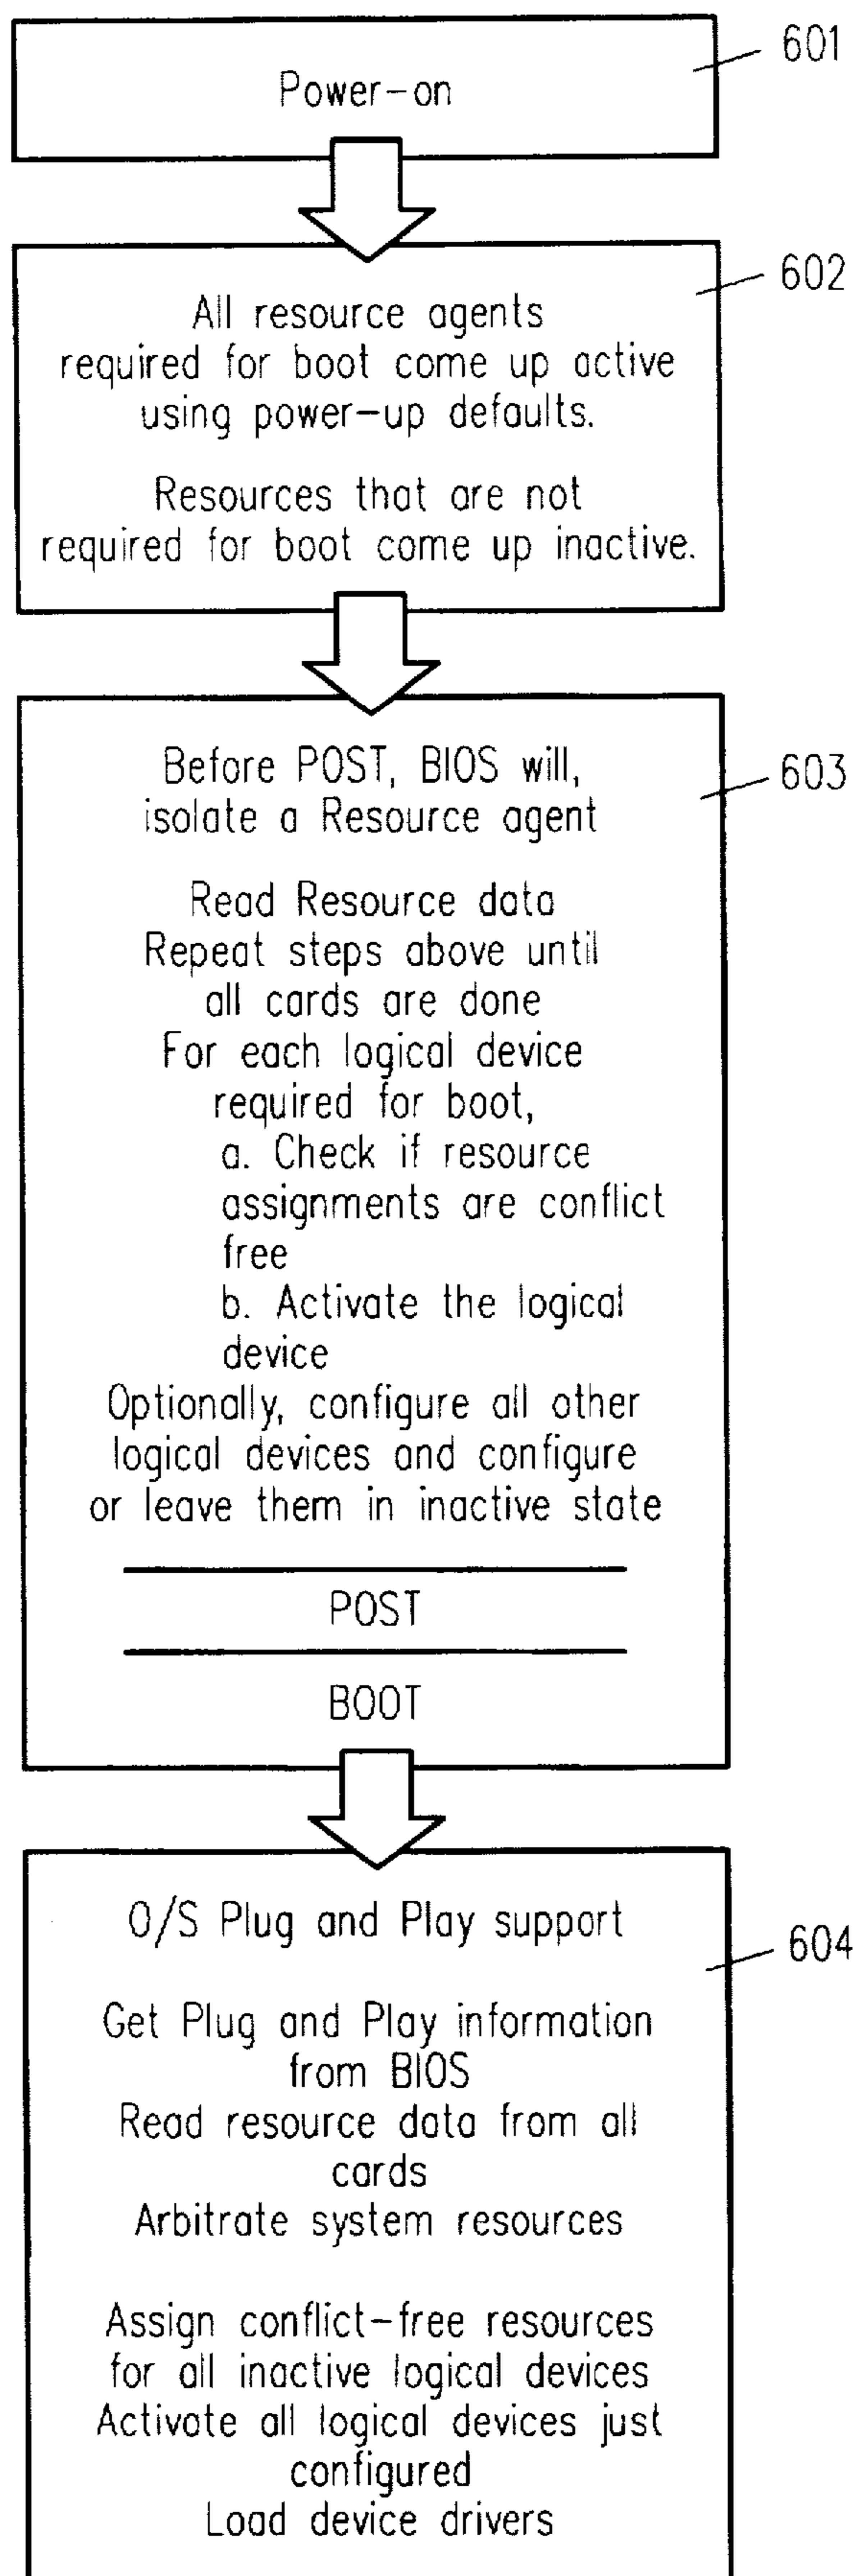 Power-on
601
602
All resource agents
required for boot come up active
using power-up defaults.
Resources that are not
required for boot come up inactive.
603
Before POST, BIOS will,
isolate a Resource agent
Read Resource data
Repeat steps above until
all cards are done
For each logical device
required for boot,
a. Check if resource
assignments are conflict
free
b. Activate the logical
device
Optionally, configure all other
logical devices and configure
or leave them in inactive state
POST
BOOT
604
O/S Plug and Play support
Get Plug and Play information
from BIOS
Read resource data from all
cards
Arbitrate system resources
Assign conflict-free resources
for all inactive logical devices
Activate all logical devices just
configured
Load device drivers